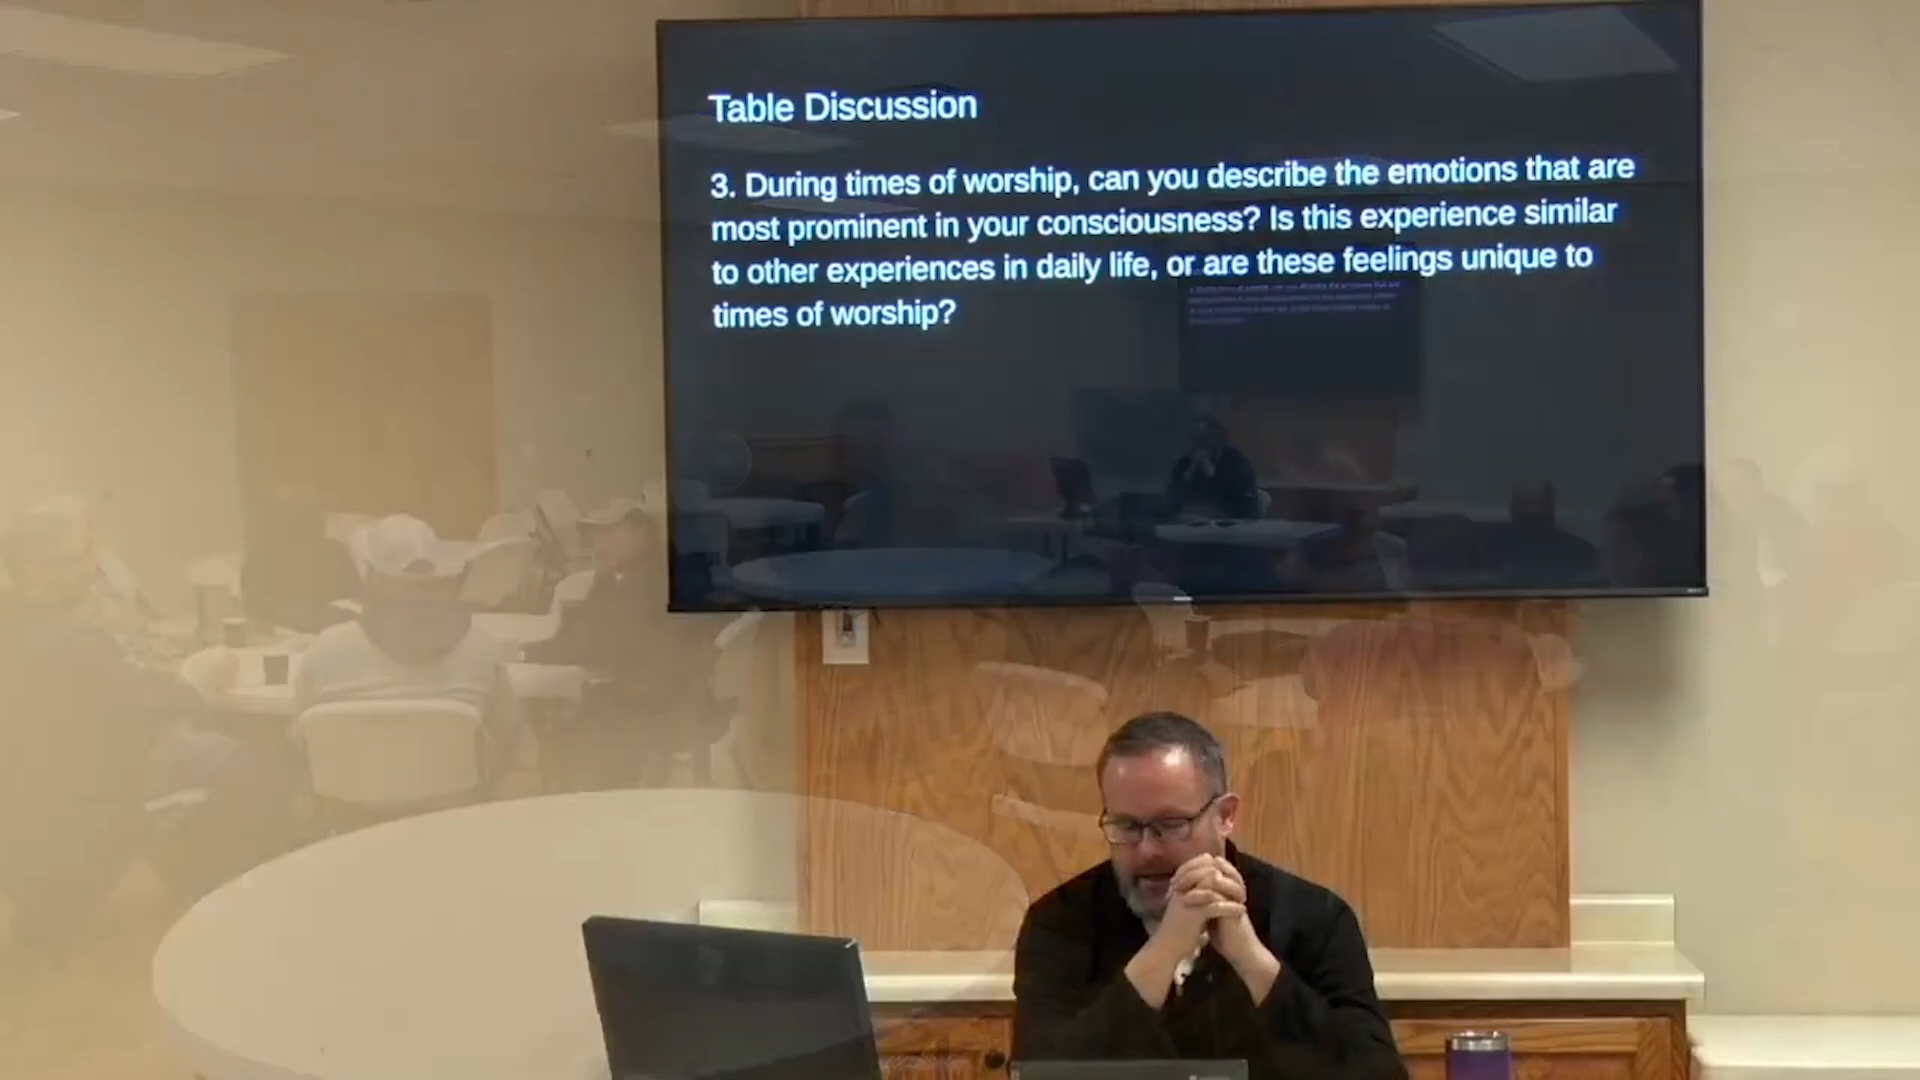 Table Discussion
3. During times of worship, can you describe the emotions that are
most prominent in your consciousness? Is this experience similar
to other experiences in daily life, or are these feelings unique to
times of worship?